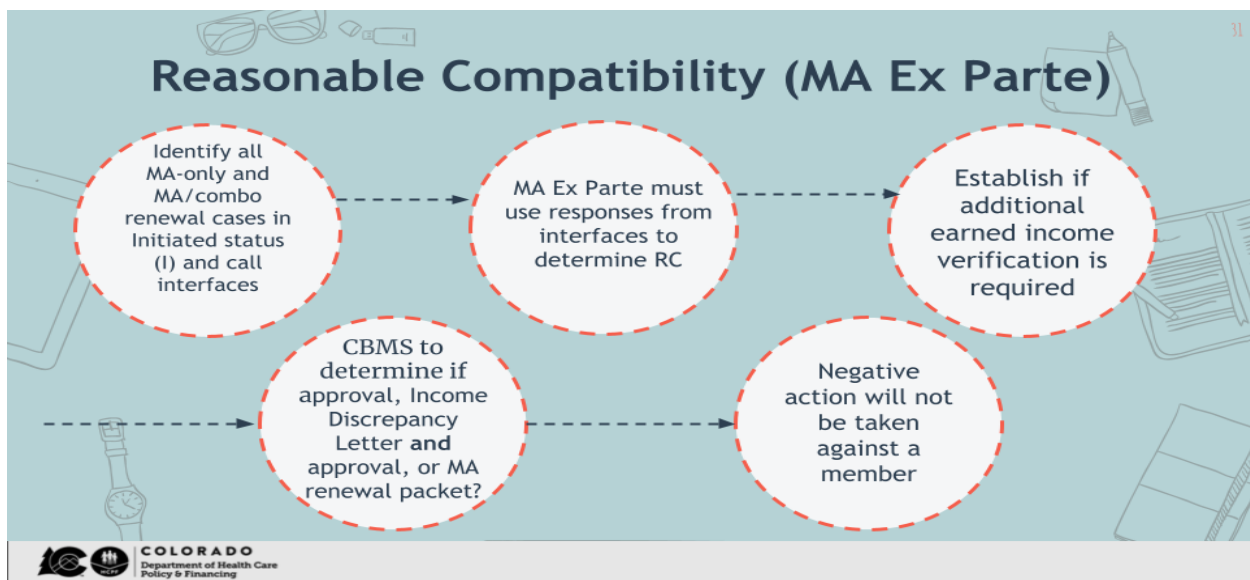 31
Reasonable Compatibility (MA Ex Parte)
Identify all
MA-only and
MA/combo
renewal cases in
Initiated status
(I) and call
interfaces
MA Ex Parte must
use responses from
interfaces to
determine RC
Establish if
additional
earned income
verification is
required
CBMS to
determine if
approval, Income
Discrepancy
Letter and
approval, or MA
renewal packet?
Negative
action will not
be taken
against a
member
HCPF
COLORADO
Department of Health Care
Policy & Financing